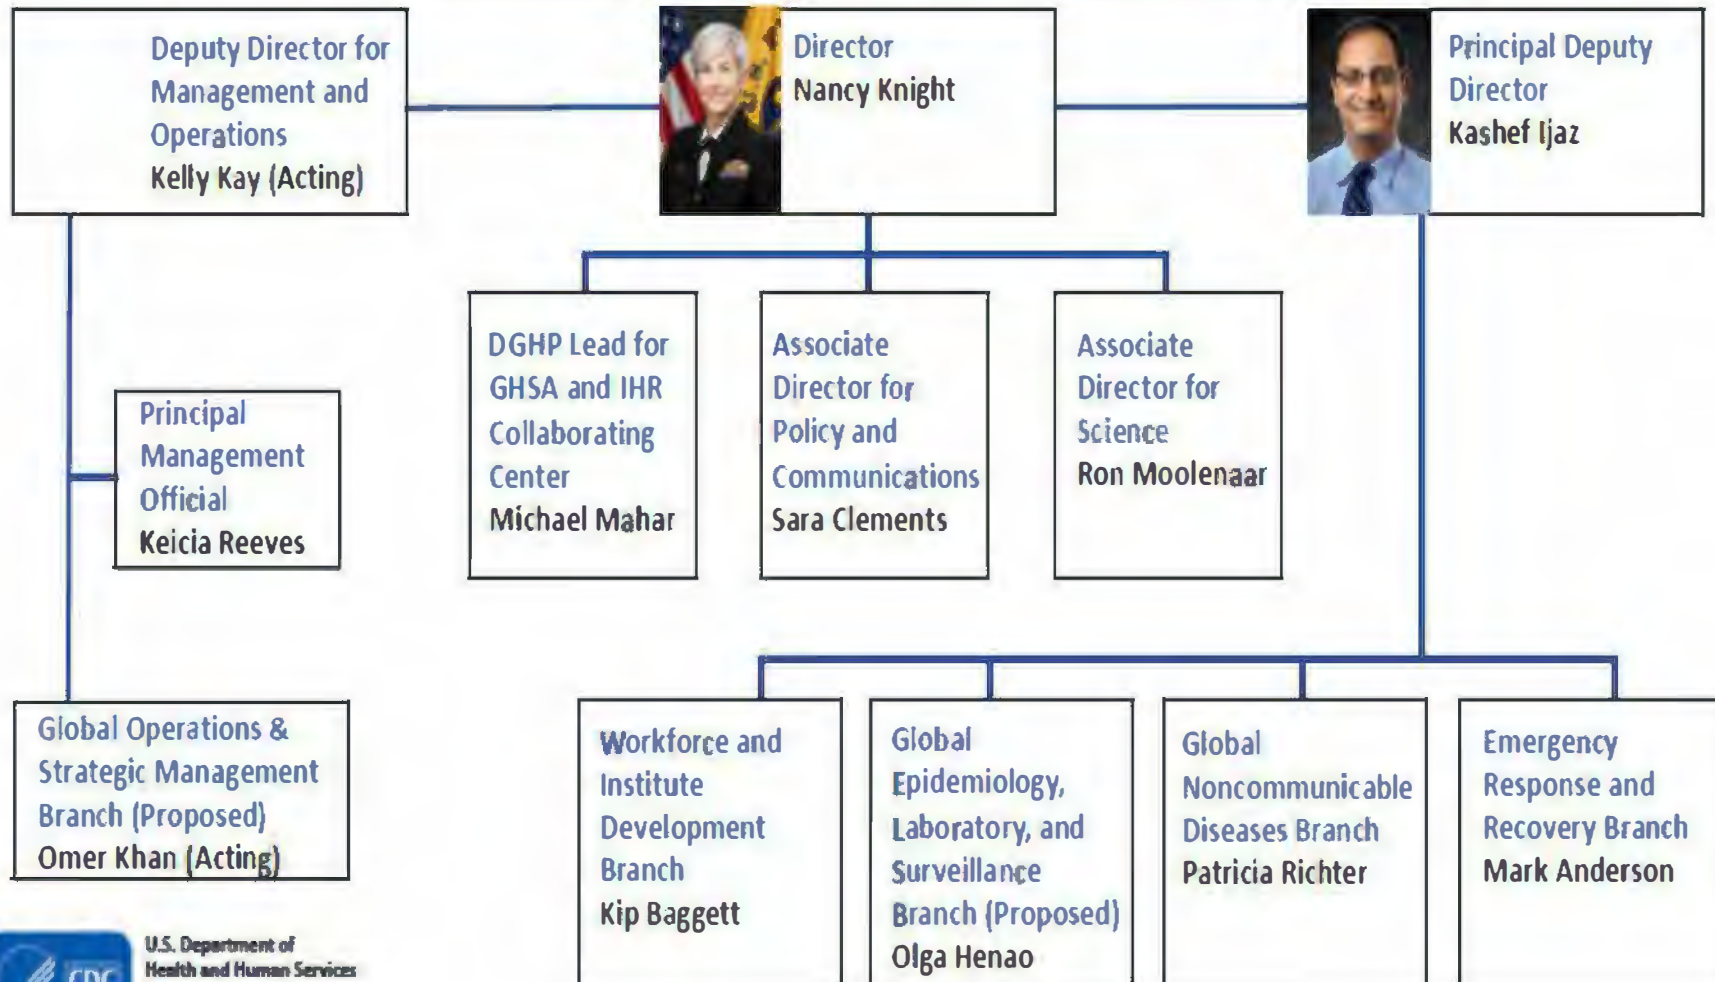 Deputy Director for
Management and
Operations
Kelly Kay (Acting)
Director
Nancy Knight
Principal Deputy
Director
Kashef Ijaz
DGHP Lead for
GHSA and IHR
Collaborating
Center
Michael Mahar
Associate
Director for
Policy and
Communications
Sara Clements
Associate
Director for
Science
Ron Moolenaar
Principal
Management
Official
Keicia Reeves
Global Operations &
Strategic Management
Branch (Proposed)
Omer Khan (Acting)
Workforce and
Institute
Development
Branch
Kip Baggett
Global
Epidemiology,
Laboratory, and
Surveillance
Branch (Proposed)
Olga Henao
Global
Noncommunicable
Diseases Branch
Patricia Richter
Emergency
Response and
Recovery Branch
Mark Anderson
CDC
U.S. Department of
Health and Human Services